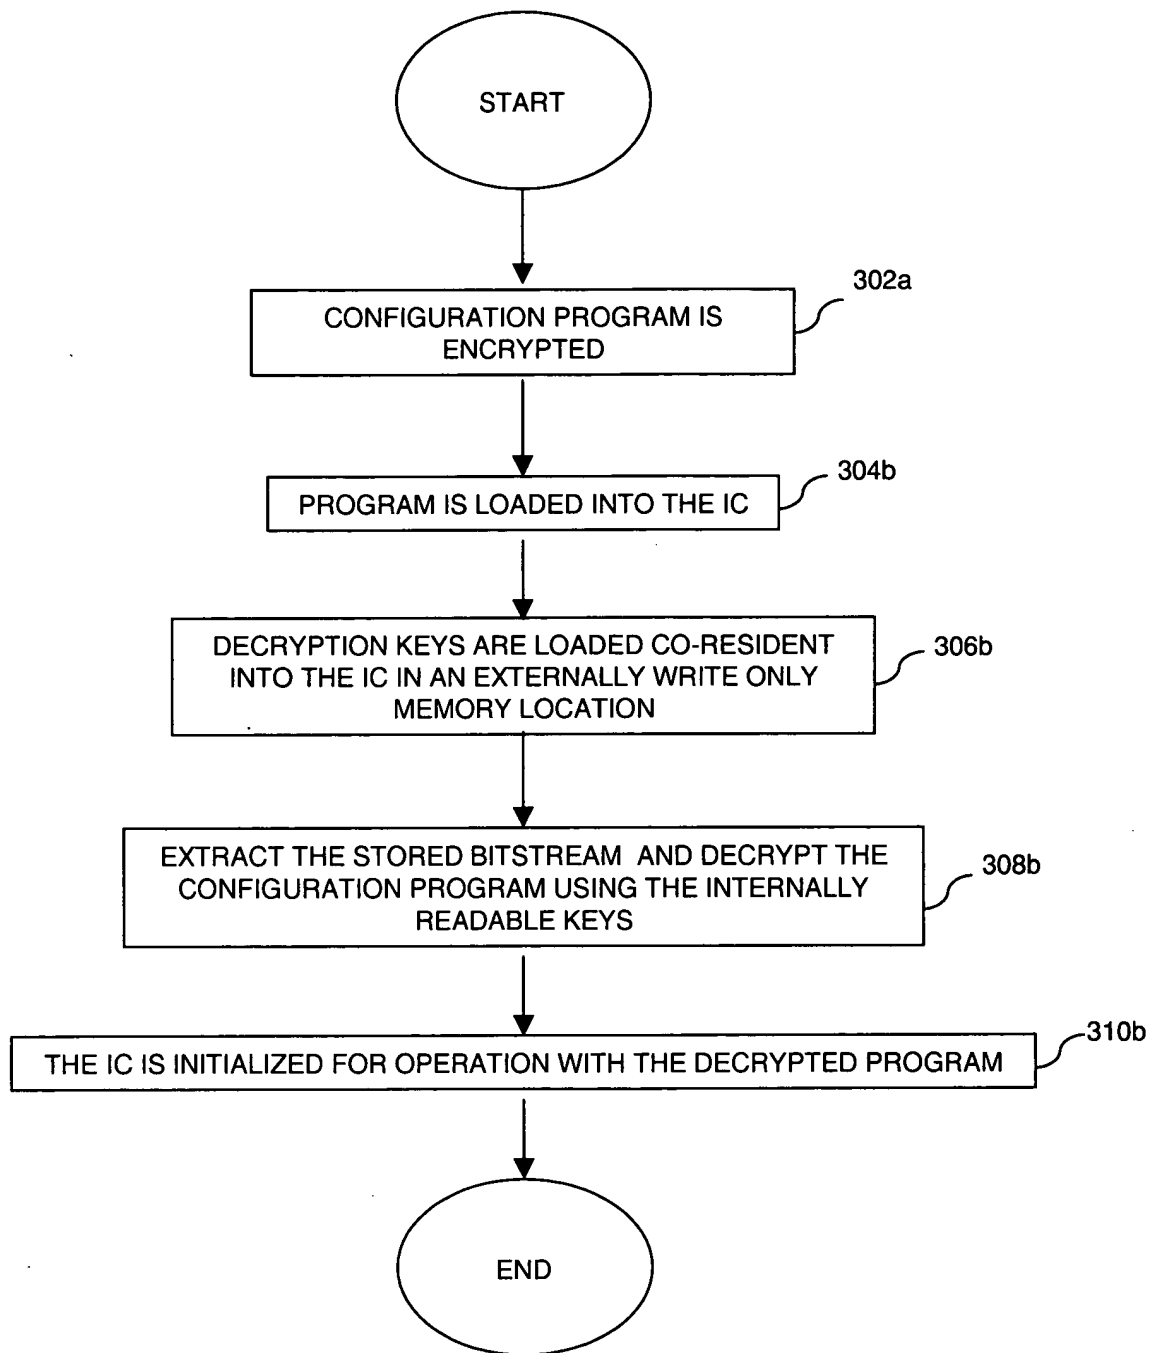 START
302a
CONFIGURATION PROGRAM IS
ENCRYPTED
304b
PROGRAM IS LOADED INTO THE IC
DECRYPTION KEYS ARE LOADED CO-RESIDENT
INTO THE IC IN AN EXTERNALLY WRITE ONLY
MEMORY LOCATION
306b
EXTRACT THE STORED BITSTREAM AND DECRYPT THE
CONFIGURATION PROGRAM USING THE INTERNALLY
READABLE KEYS
308b
THE IC IS INITIALIZED FOR OPERATION WITH THE DECRYPTED PROGRAM
310b
END